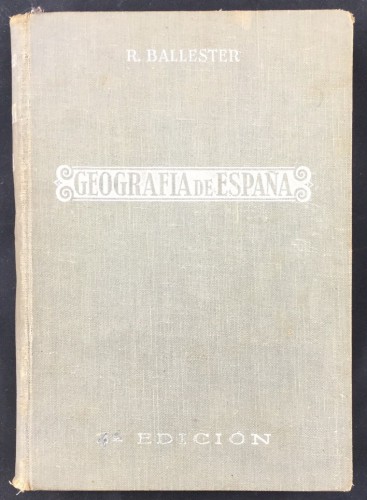 R. BALLESTER
GEOGRAFIA DE ESPAÑA
EDICIÓN